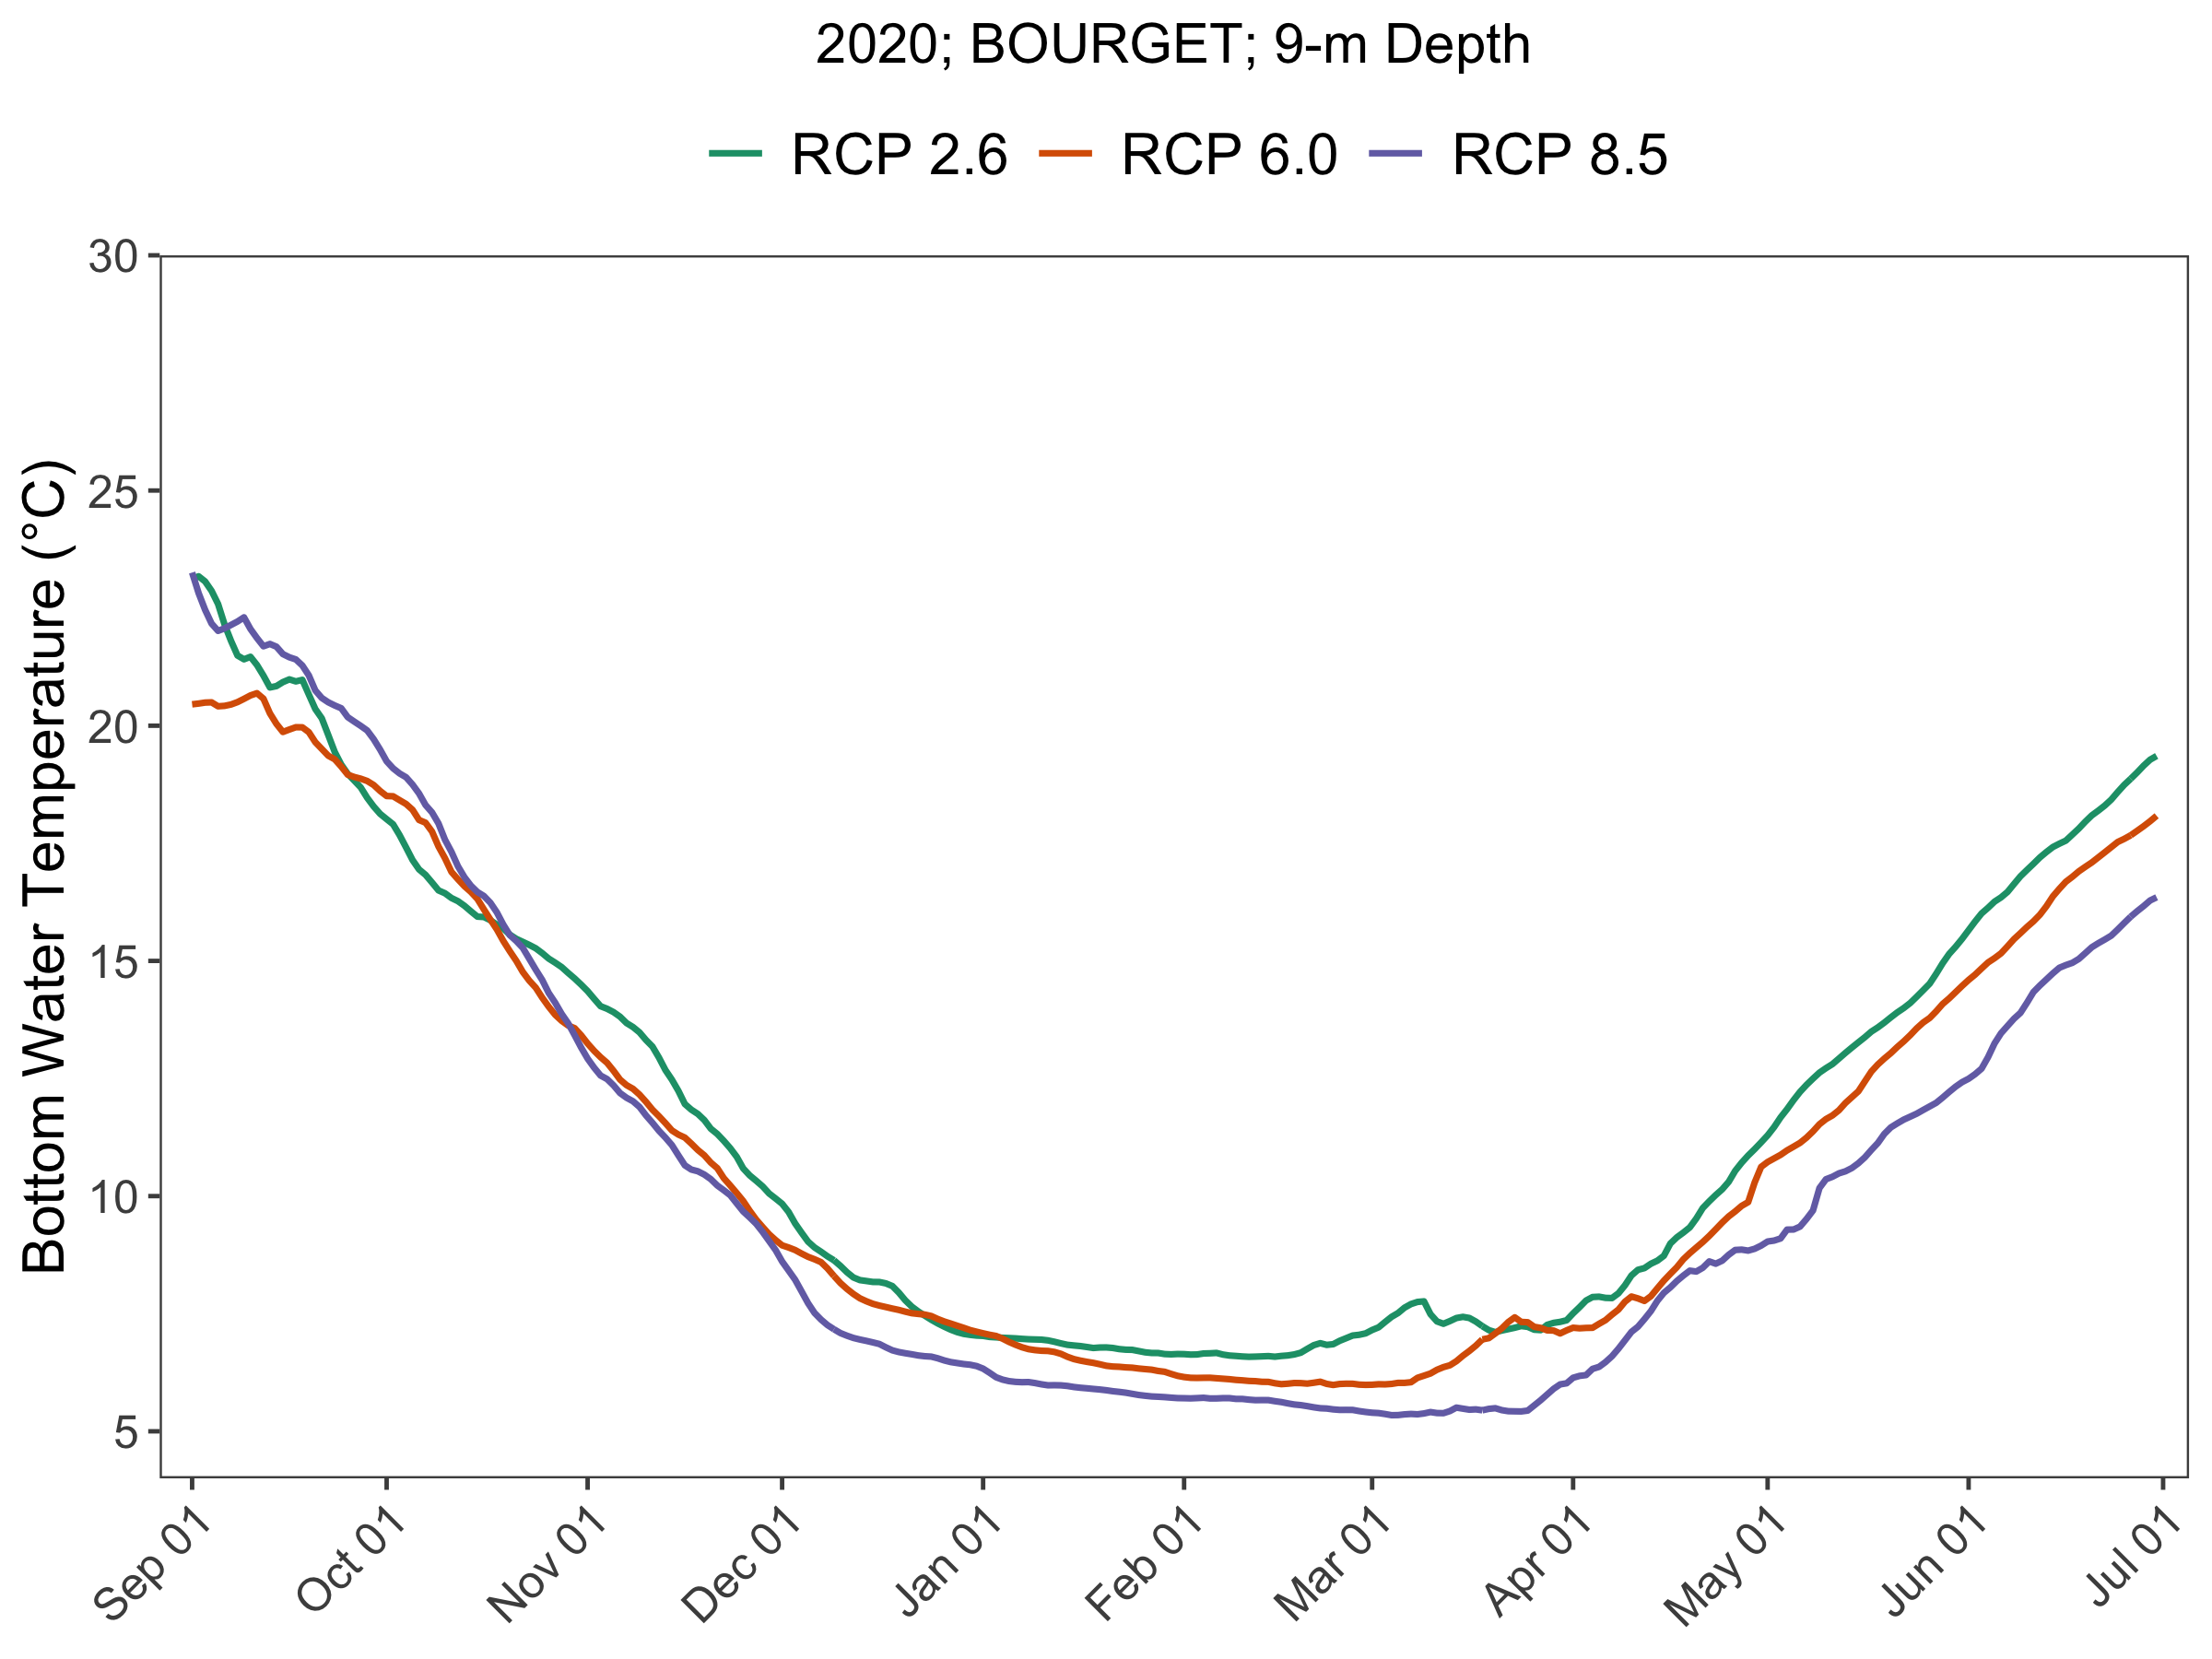 2020; BOURGET; 9-m Depth
RCP 2.6 RCP 6.0 RCP 8.5
Bottom Water Temperature (°C)
30
25
20
15
10
5
Sep 01 Oct 01 Nov 01 Dec 01 Jan 01 Feb 01 Mar 01 Apr 01 May 01 Jun 01 Jul 01